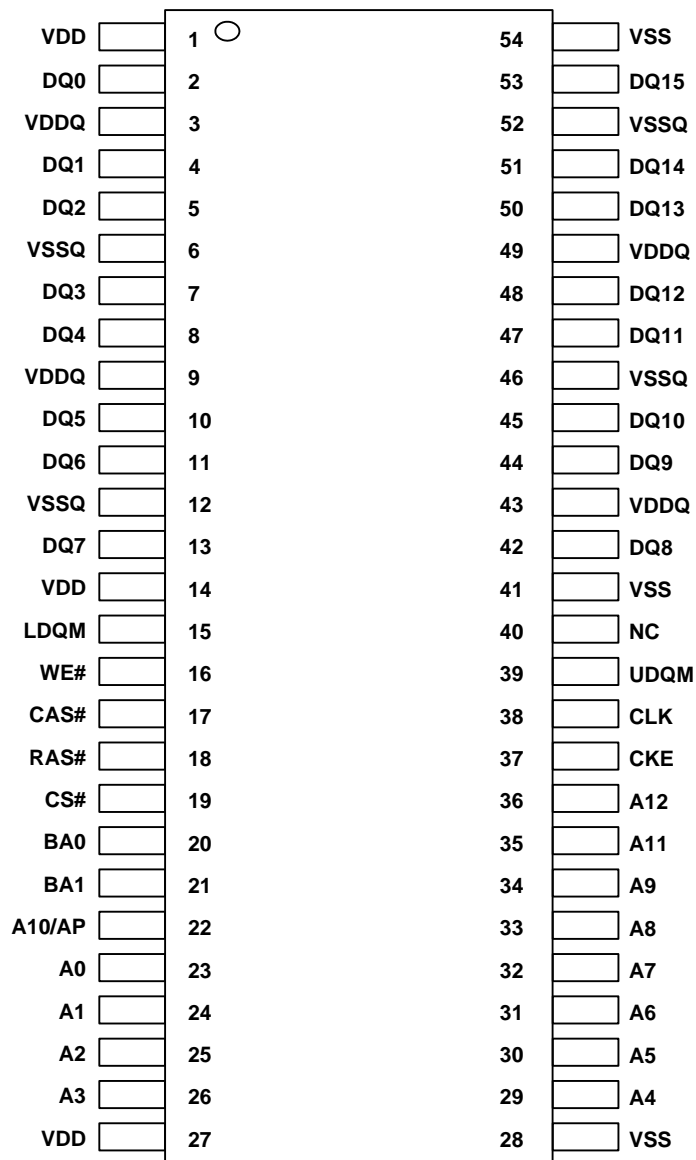 VDD 1 54 VSS
DQ0 2 53 DQ15
VDDQ 3 52 VSSQ
DQ1 4 51 DQ14
DQ2 5 50 DQ13
VSSQ 6 49 VDDQ
DQ3 7 48 DQ12
DQ4 8 47 DQ11
VDDQ 9 46 VSSQ
DQ5 10 45 DQ10
DQ6 11 44 DQ9
VSSQ 12 43 VDDQ
DQ7 13 42 DQ8
VDD 14 41 VSS
LDQM 15 40 NC
WE# 16 39 UDQM
CAS# 17 38 CLK
RAS# 18 37 CKE
CS# 19 36 A12
BA0 20 35 A11
BA1 21 34 A9
A10/AP 22 33 A8
A0 23 32 A7
A1 24 31 A6
A2 25 30 A5
A3 26 29 A4
VDD 27 28 VSS